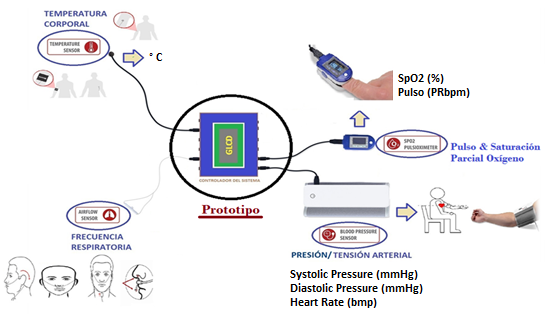 TEMPERATURA
CORPORAL
TEMPERATURE
SENSOR
° C
SpO2 (%)
Pulso (PRbpm)
GLCD
CONTROLADOR DEL SISTEMA
Prototipo
SPO2
PULSIOXIMETER
Pulso & Saturación
Parcial Oxígeno
AIRFLOW
SENSOR
FRECUENCIA
RESPIRATORIA
BLOOD PRESSURE
SENSOR
PRESIÓN/TENSIÓN ARTERIAL
Systolic Pressure (mmHg)
Diastolic Pressure (mmHg)
Heart Rate (bmp)